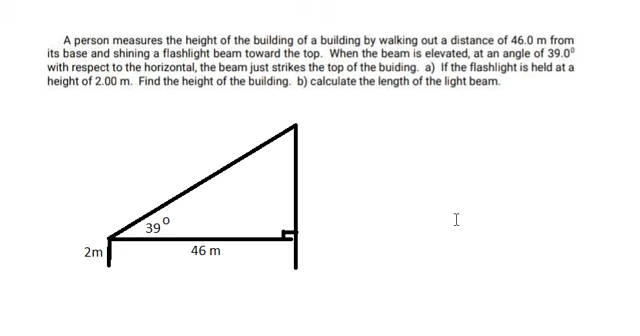 A person measures the height of the building of a building by walking out a distance of 46.0 m from
its base and shining a flashlight beam toward the top. When the beam is elevated, at an angle of 39.0⁰
with respect to the horizontal, the beam just strikes the top of the buiding. a) If the flashlight is held at a
height of 2.00 m. Find the height of the building. b) calculate the length of the light beam.
39⁰
2m
46 m